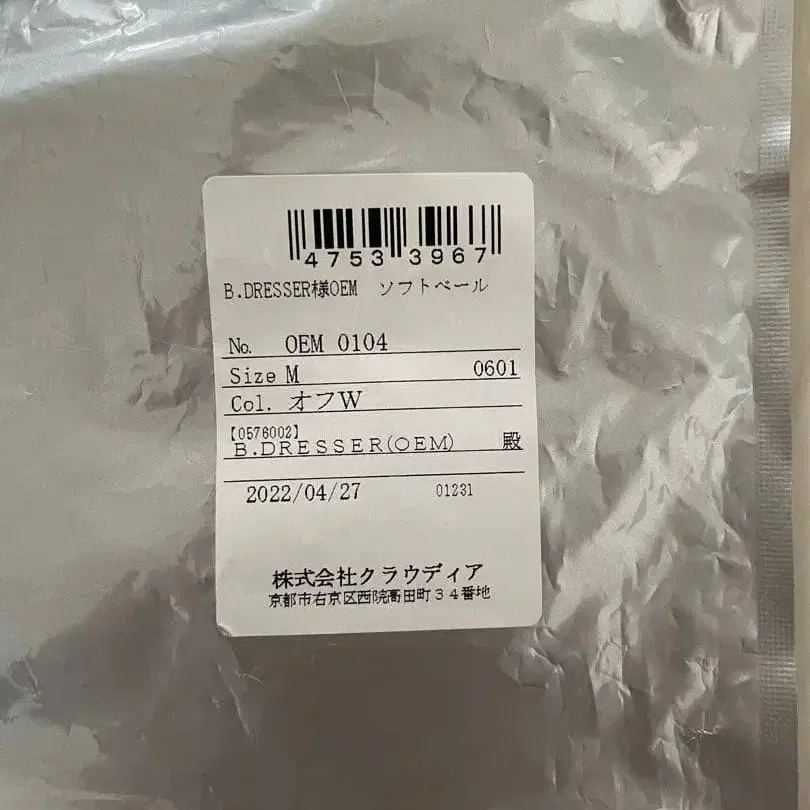 4753 3967
B.DRESSER様OEM ソフトベール
No. OEM 0104
Size M 0601
Col. オフW
【0576002】
B.DRESSER(OEM) 殿
2022/04/27 01231
株式会社クラウディア
京都市右京区西院高田町34番地